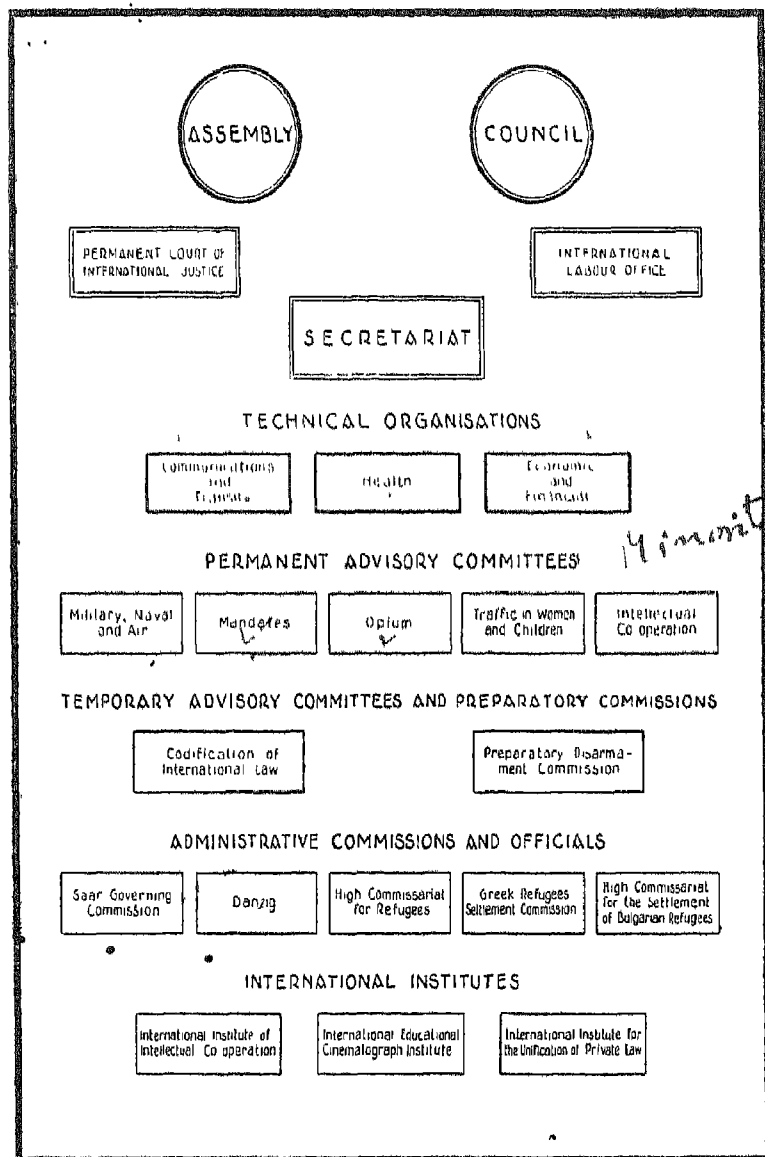 ASSEMBLY
COUNCIL
PERMANENT COURT OF
INTERNATIONAL JUSTICE
INTERNATIONAL
LABOUR OFFICE
SECRETARIAT
TECHNICAL ORGANISATIONS
Communications
and
Transit
Health
Economic
and
Financial
PERMANENT ADVISORY COMMITTEES
Military, Naval
and Air
Mandates
Opium
Traffic in Women
and Children
Intellectual
Co operation
TEMPORARY ADVISORY COMMITTEES AND PREPARATORY COMMISSIONS
Codification of
International Law
Preparatory Disarma-
ment Commission
ADMINISTRATIVE COMMISSIONS AND OFFICIALS
Saar Governing
Commission
Danzig
High Commissariat
for Refugees
Greek Refugees
Settlement Commission
High Commissariat
for the Settlement
of Bulgarian Refugees
INTERNATIONAL INSTITUTES
International Institute of
Intellectual Co operation
International Educational
Cinematograph Institute
International Institute for
the Unification of Private Law